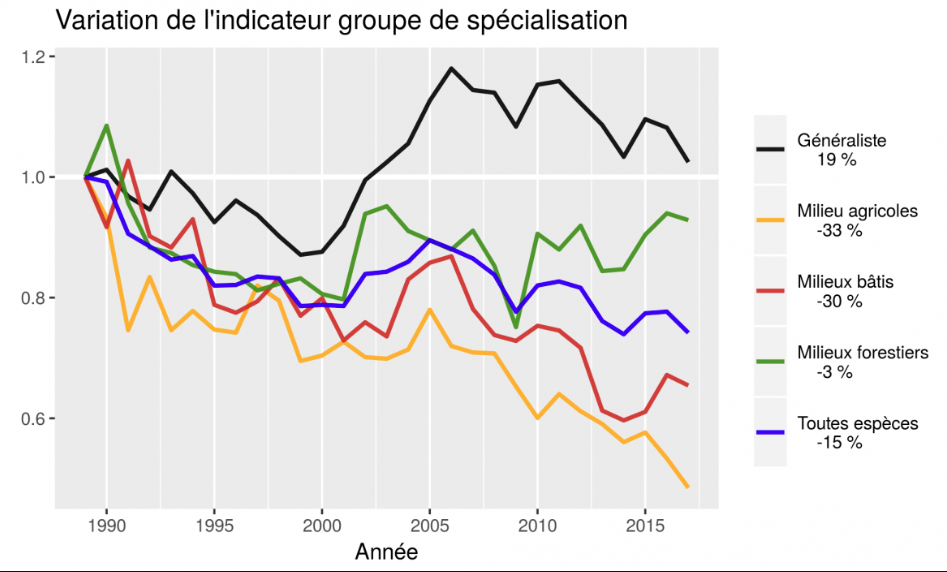 Variation de l'indicateur groupe de spécialisation
1.2
1.0
0.8
0.6
1990 1995 2000 2005 2010 2015
Année
Généraliste
19 %
Milieu agricoles
-33 %
Milieux bâtis
-30 %
Milieux forestiers
-3 %
Toutes espèces
-15 %